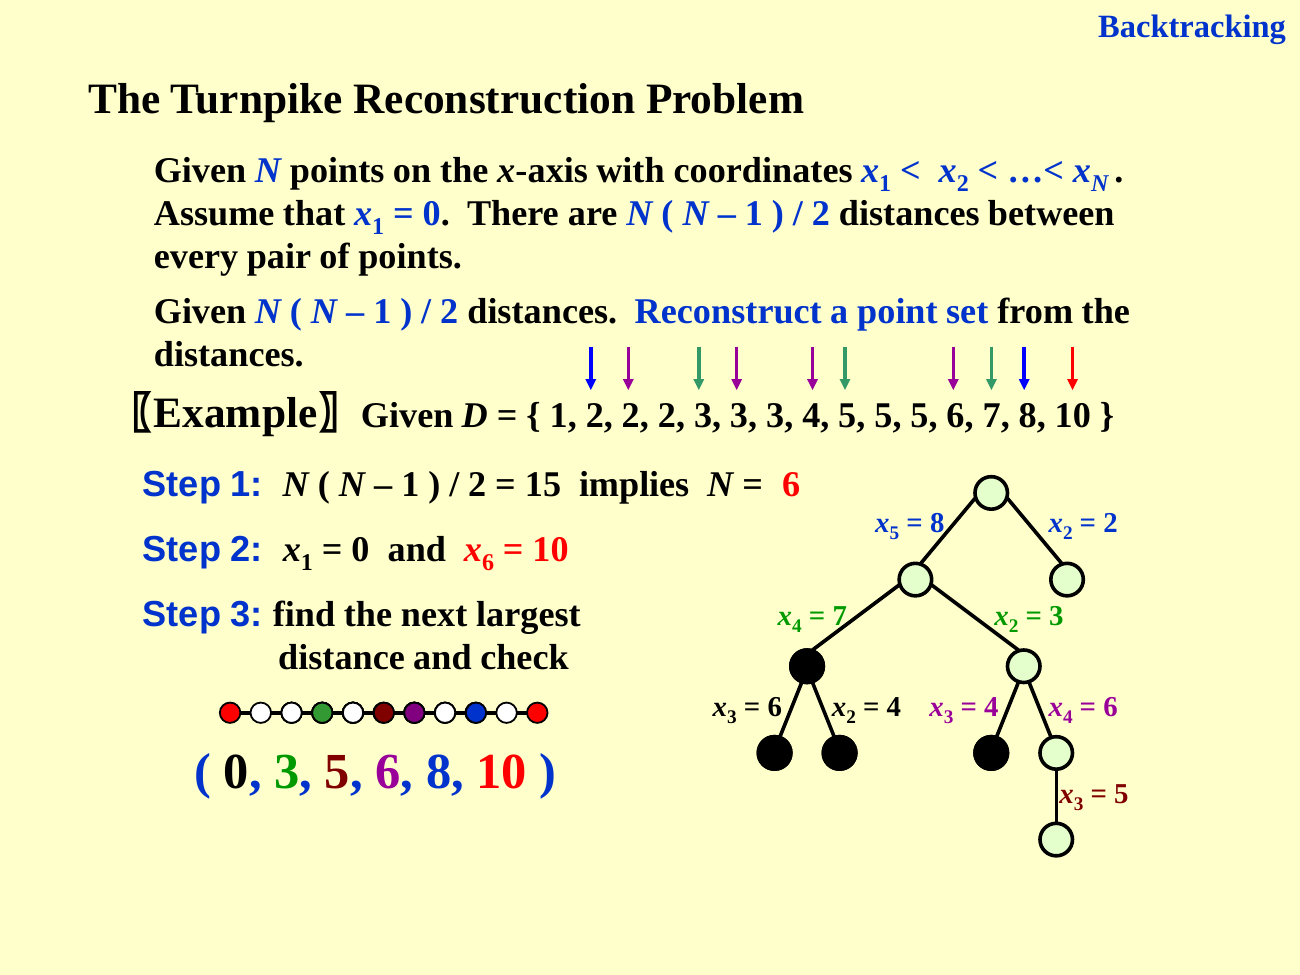 Backtracking
The Turnpike Reconstruction Problem
Given N points on the x-axis with coordinates x1 < x2 < …< xN .
Assume that x1 = 0. There are N ( N – 1 ) / 2 distances between
every pair of points.
Given N ( N – 1 ) / 2 distances. Reconstruct a point set from the
distances.
〖Example〗 Given D = { 1, 2, 2, 2, 3, 3, 3, 4, 5, 5, 5, 6, 7, 8, 10 }
Step 1: N ( N – 1 ) / 2 = 15 implies N = 6
x5 = 8 x2 = 2
Step 2: x1 = 0 and x6 = 10
Step 3: find the next largest
distance and check
x4 = 7 x2 = 3
x3 = 6 x2 = 4 x3 = 4 x4 = 6
( 0, 3, 5, 6, 8, 10 )
x3 = 5